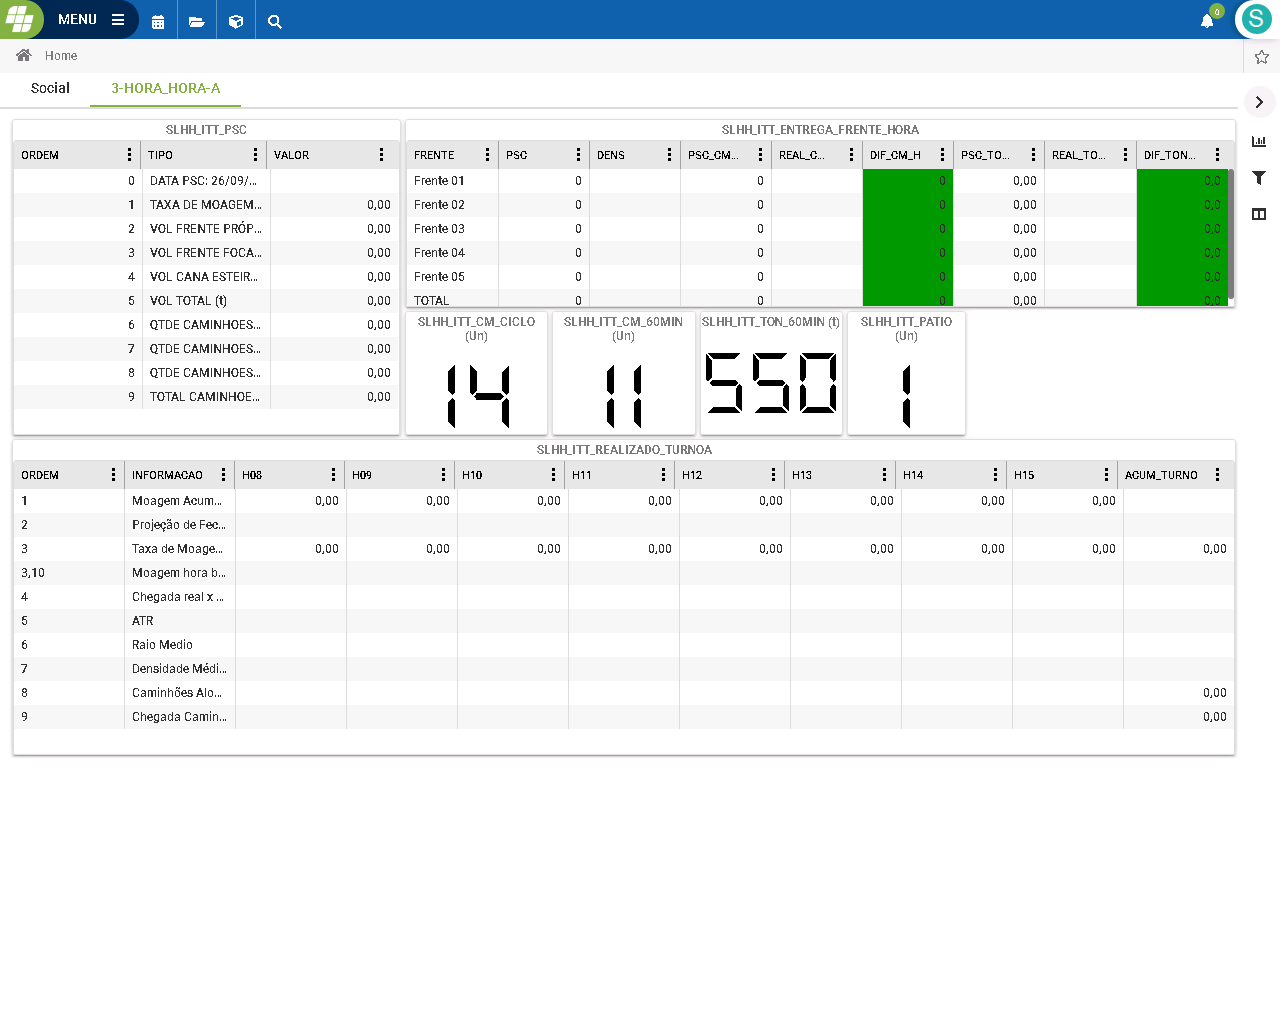 MENU
0
S
Home
Social 3-HORA_HORA-A
SLHH_ITT_PSC
ORDEM TIPO VALOR
0 DATA PSC: 26/09/...
1 TAXA DE MOAGEM... 0,00
2 VOL FRENTE PRÓP... 0,00
3 VOL FRENTE FOCA... 0,00
4 VOL CANA ESTEIR... 0,00
5 VOL TOTAL (t) 0,00
6 QTDE CAMINHOES... 0,00
7 QTDE CAMINHOES... 0,00
8 QTDE CAMINHOES... 0,00
9 TOTAL CAMINHOE... 0,00
SLHH_ITT_ENTREGA_FRENTE_HORA
FRENTE PSC DENS PSC_CM... REAL_C... DIF_CM_H PSC_TO... REAL_TO... DIF_TON...
Frente 01 0 0 0 0,00 0,0
Frente 02 0 0 0 0,00 0,0
Frente 03 0 0 0 0,00 0,0
Frente 04 0 0 0 0,00 0,0
Frente 05 0 0 0 0,00 0,0
TOTAL 0 0 0 0,00 0,0
SLHH_ITT_CM_CICLO
(Un)
14
SLHH_ITT_CM_60MIN
(Un)
11
SLHH_ITT_TON_60MIN (t)
550
SLHH_ITT_PATIO
(Un)
1
SLHH_ITT_REALIZADO_TURNOA
ORDEM INFORMACAO H08 H09 H10 H11 H12 H13 H14 H15 ACUM_TURNO
1 Moagem Acum... 0,00 0,00 0,00 0,00 0,00 0,00 0,00 0,00
2 Projeção de Fec...
3 Taxa de Moage... 0,00 0,00 0,00 0,00 0,00 0,00 0,00 0,00 0,00
3,10 Moagem hora b...
4 Chegada real x ...
5 ATR
6 Raio Medio
7 Densidade Médi...
8 Caminhões Alo... 0,00
9 Chegada Camin... 0,00